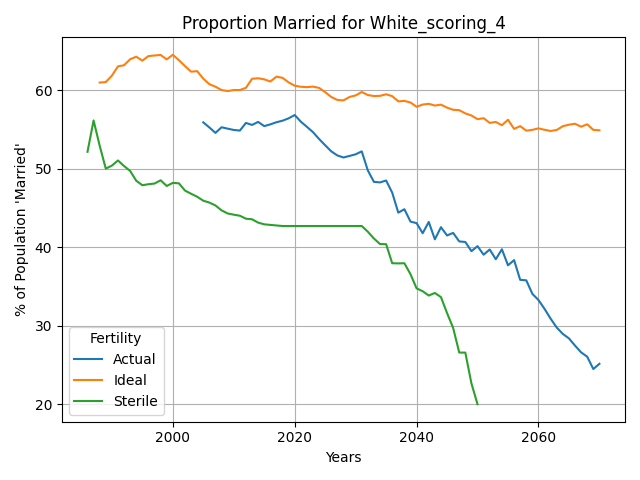 Proportion Married for White_scoring_4
% of Population 'Married'
60
50
40
30
20
Fertility
Actual
Ideal
Sterile
2000 2020 2040 2060
Years